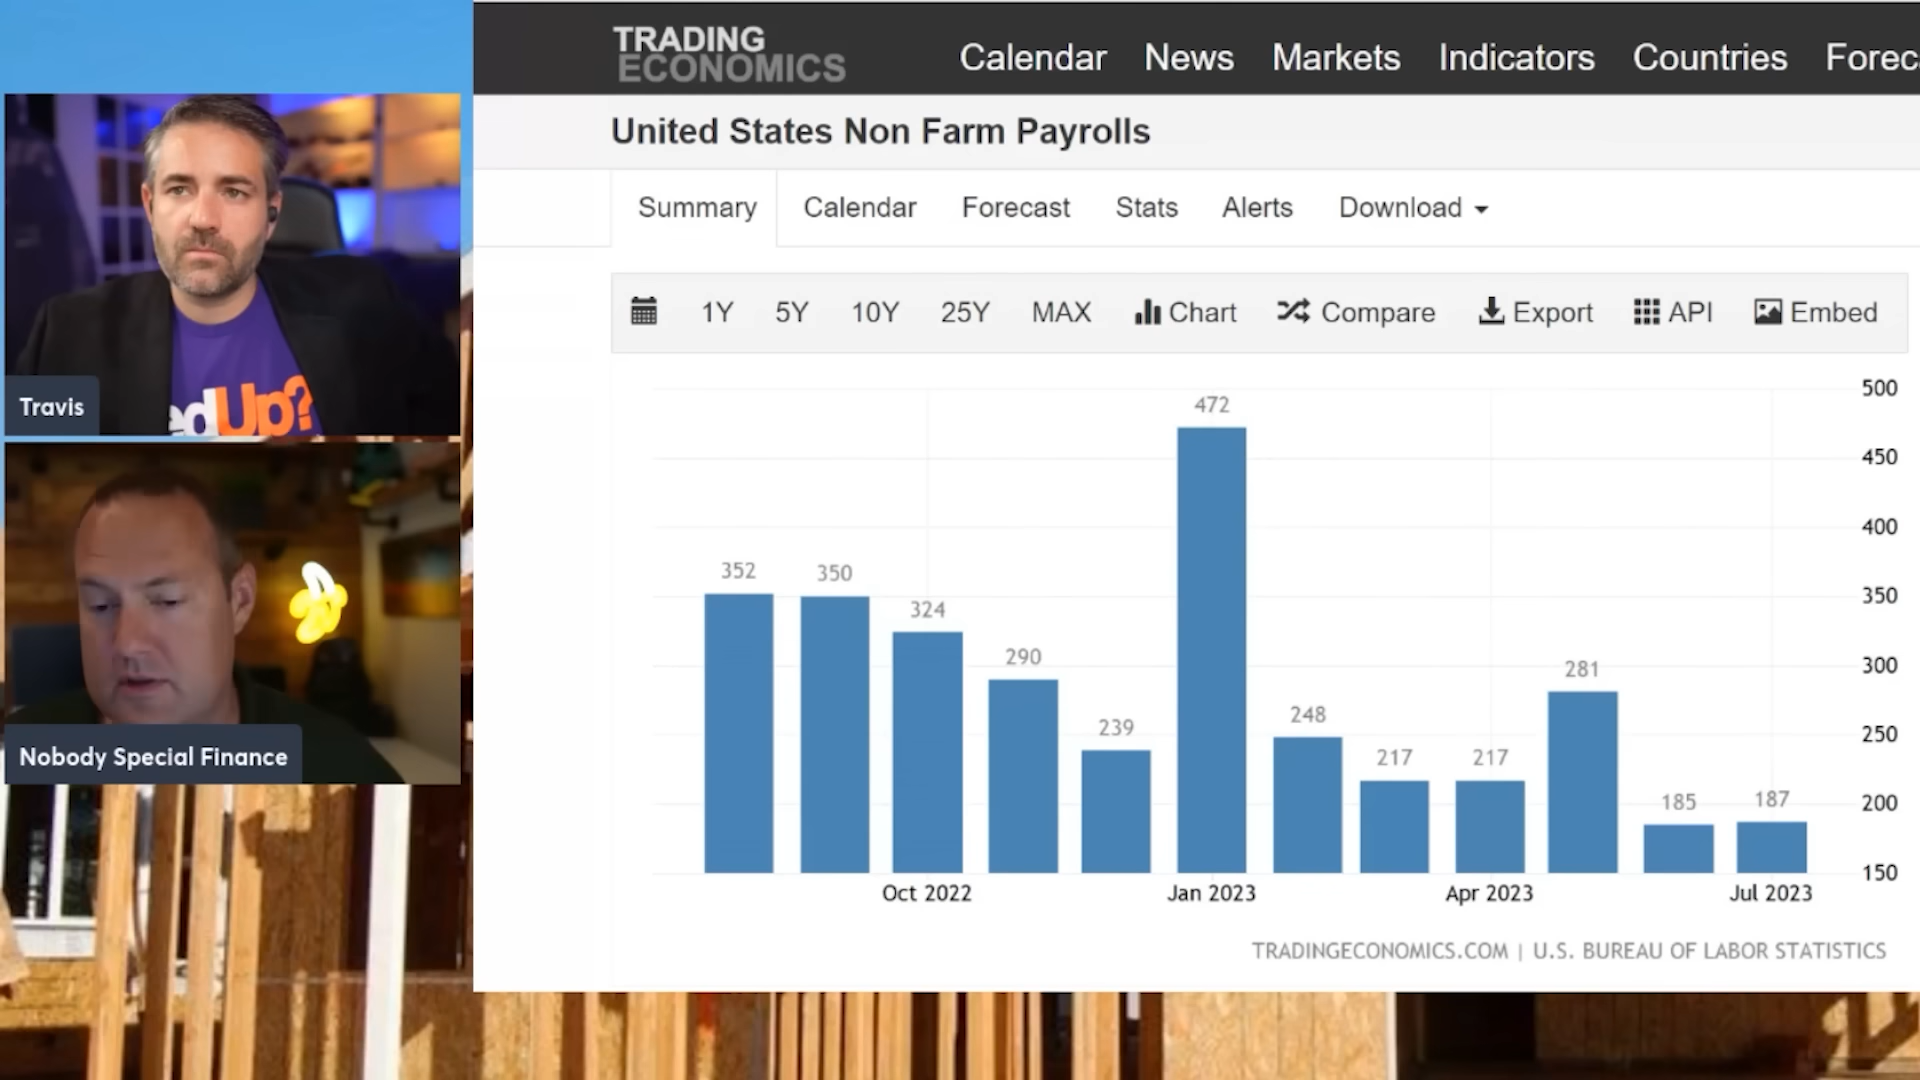 TRADING
ECONOMICS
Calendar News Markets Indicators Countries Forec
United States Non Farm Payrolls
Summary Calendar Forecast Stats Alerts Download
1Y 5Y 10Y 25Y MAX Chart Compare Export API Embed
500
472
450
400
352 350
350
324
290
300
281
239
248
250
217 217
185 187
200
150
Oct 2022 Jan 2023 Apr 2023 Jul 2023
TRADINGECONOMICS.COM | U.S. BUREAU OF LABOR STATISTICS
edUp?
Travis
Nobody Special Finance